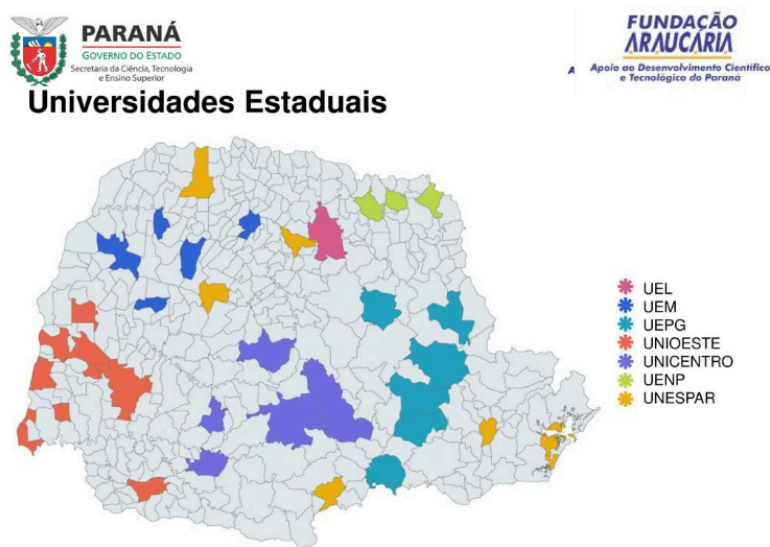 PARANÁ
GOVERNO DO ESTADO
Secretaria da Ciência, Tecnologia
e Ensino Superior
FUNDAÇÃO
ARAUCÁRIA
A
Apoio ao Desenvolvimento Científico
e Tecnológico do Paraná
Universidades Estaduais
UEL
UEM
UEPG
UNIOESTE
UNICENTRO
UENP
UNESPAR